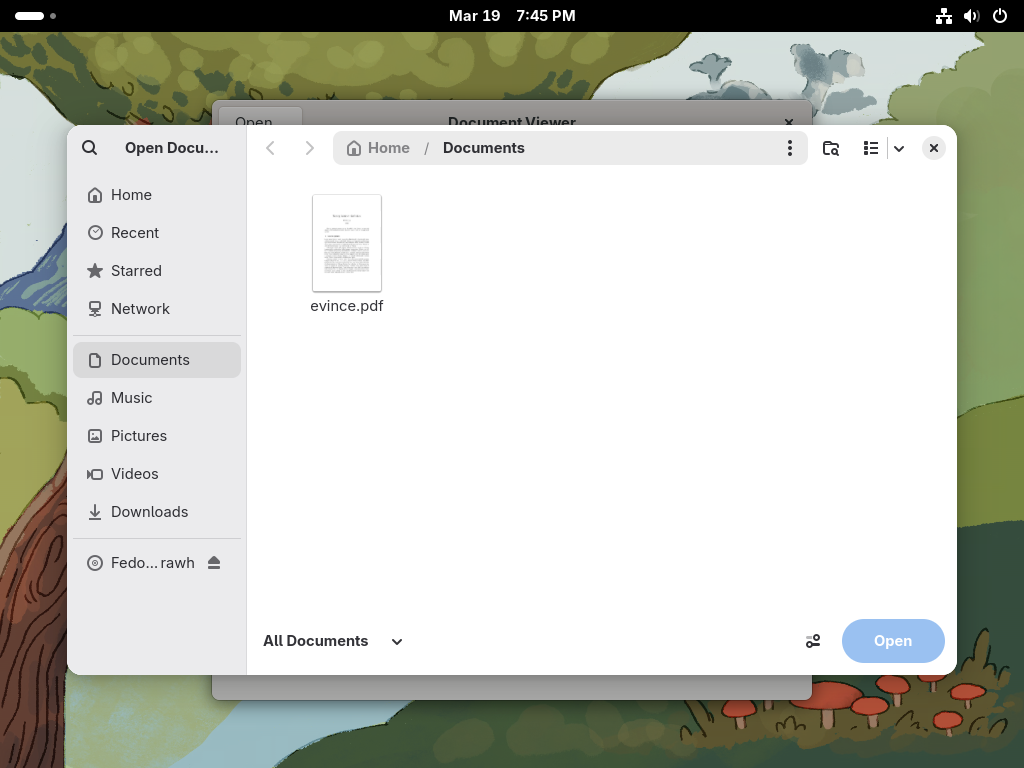 Mar 19 7:45 PM
Open
Document Viewer
Open Docu…
Home / Documents
Home
Recent
Starred
Network
Documents
Music
Pictures
Videos
Downloads
Fedo…rawh
evince.pdf
All Documents
Open